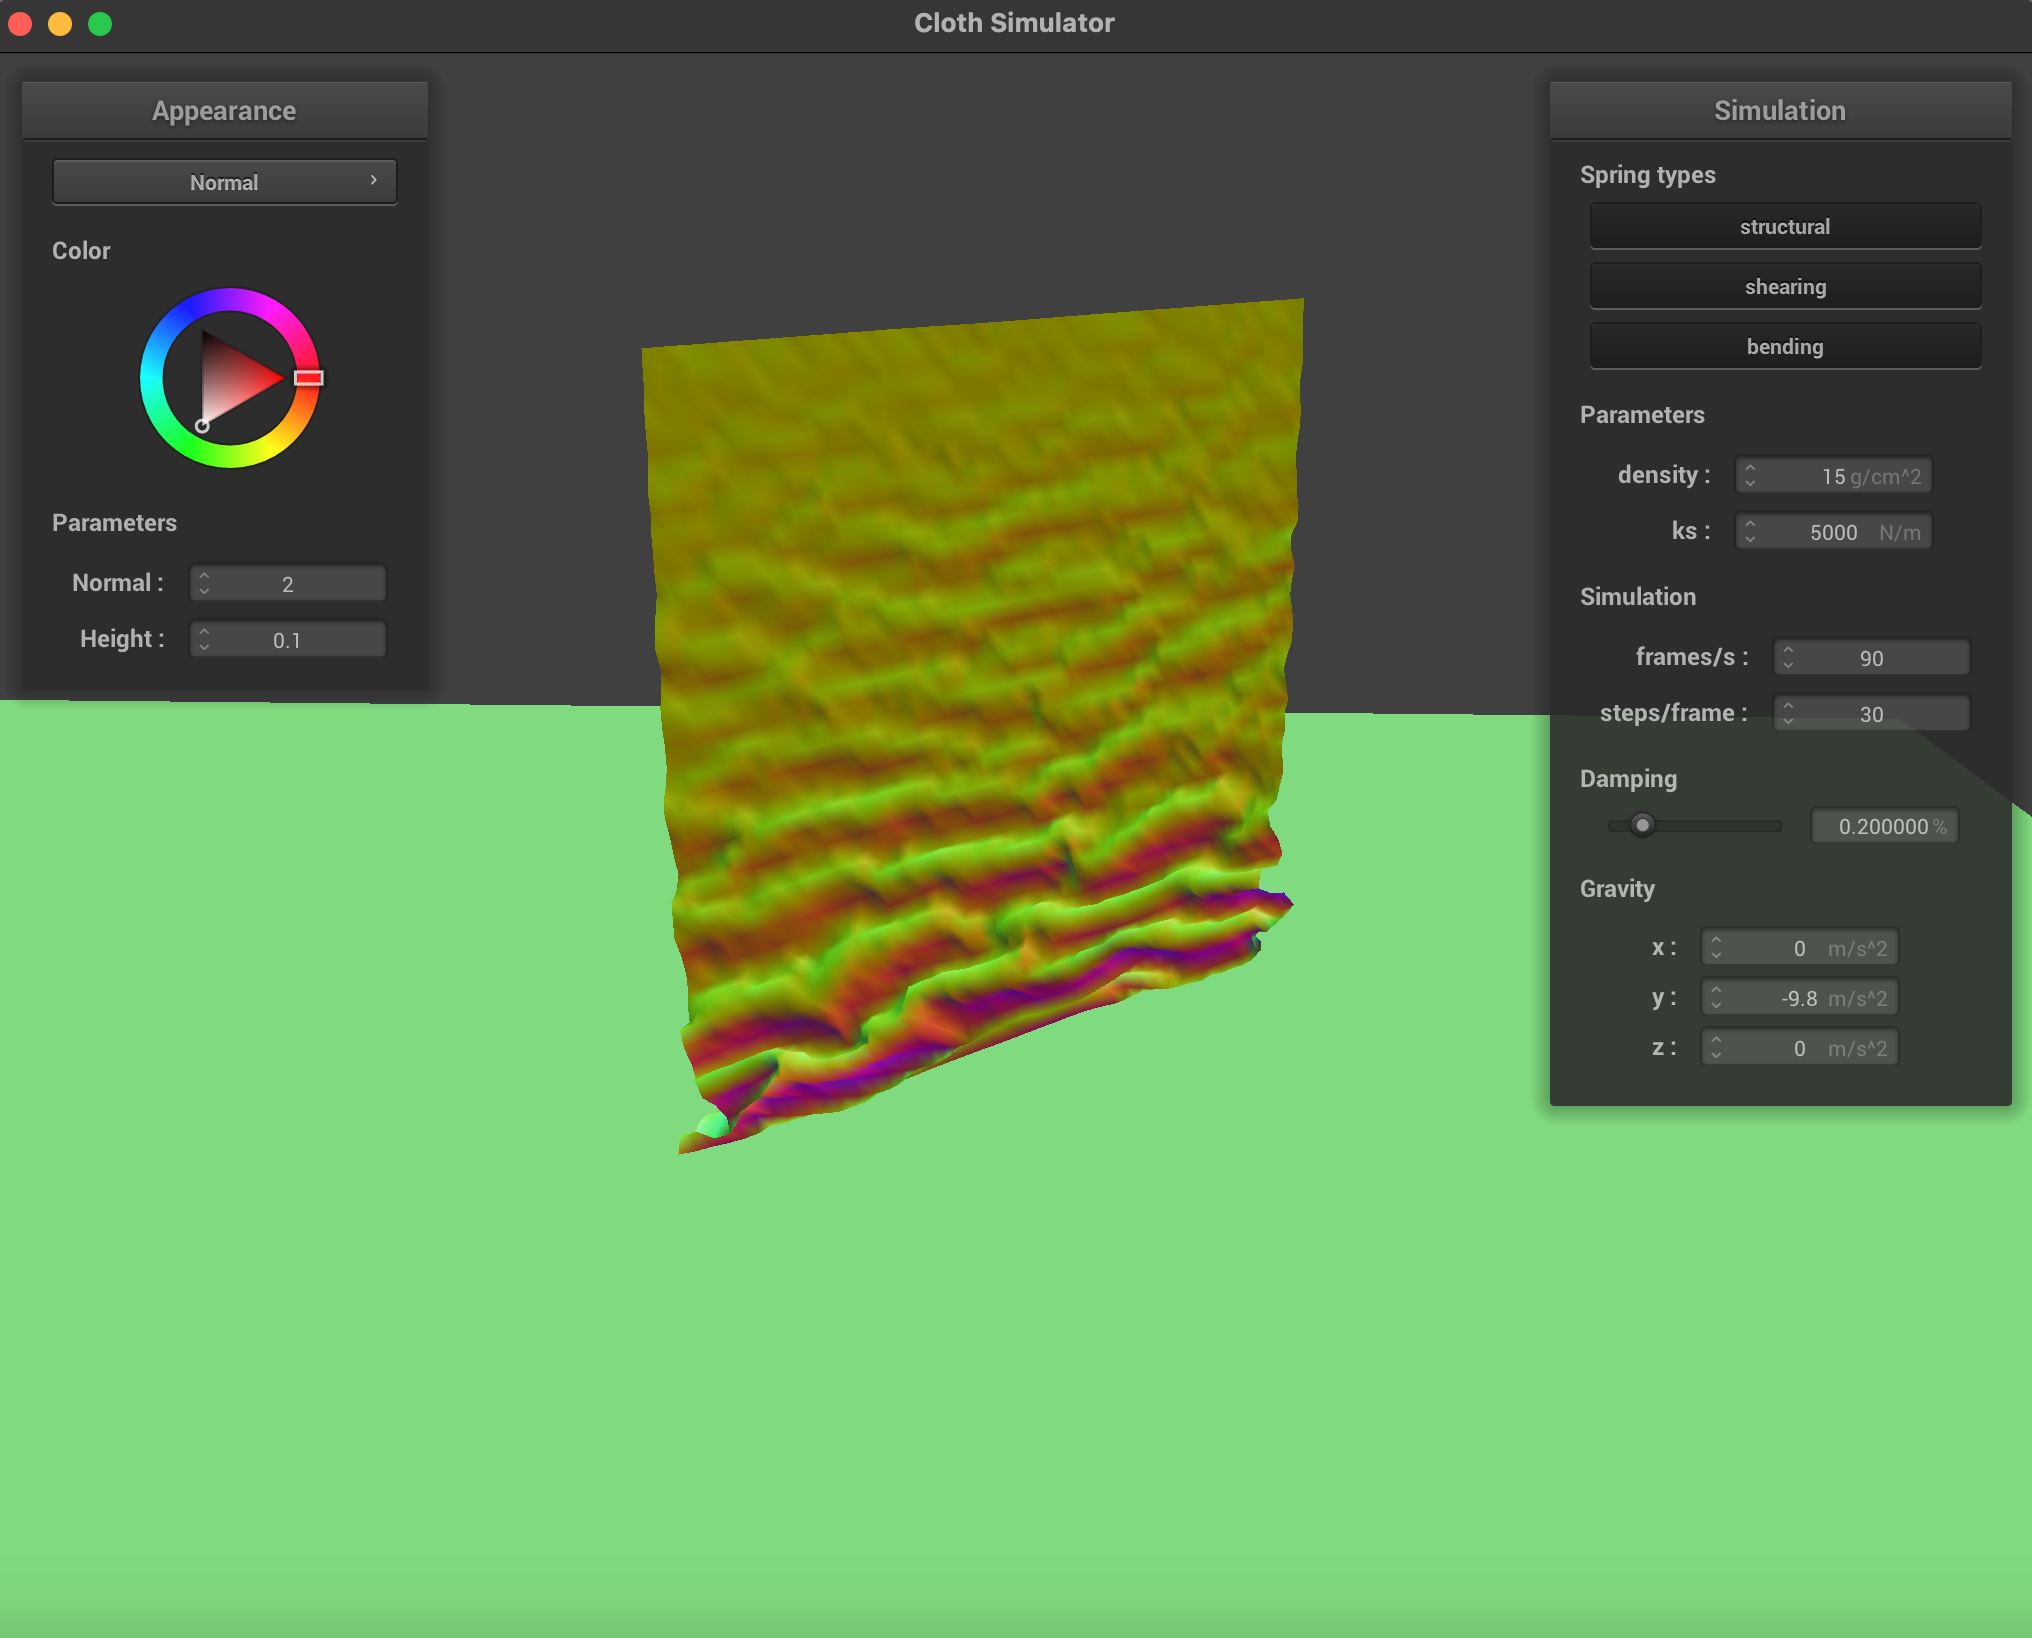 Cloth Simulator
Appearance
Normal
Color
Parameters
Normal : 2
Height : 0.1
Simulation
Spring types
structural
shearing
bending
Parameters
density : 15 g/cm^2
ks : 5000 N/m
Simulation
frames/s : 90
steps/frame : 30
Damping
0.200000 %
Gravity
x : 0 m/s^2
y : -9.8 m/s^2
z : 0 m/s^2